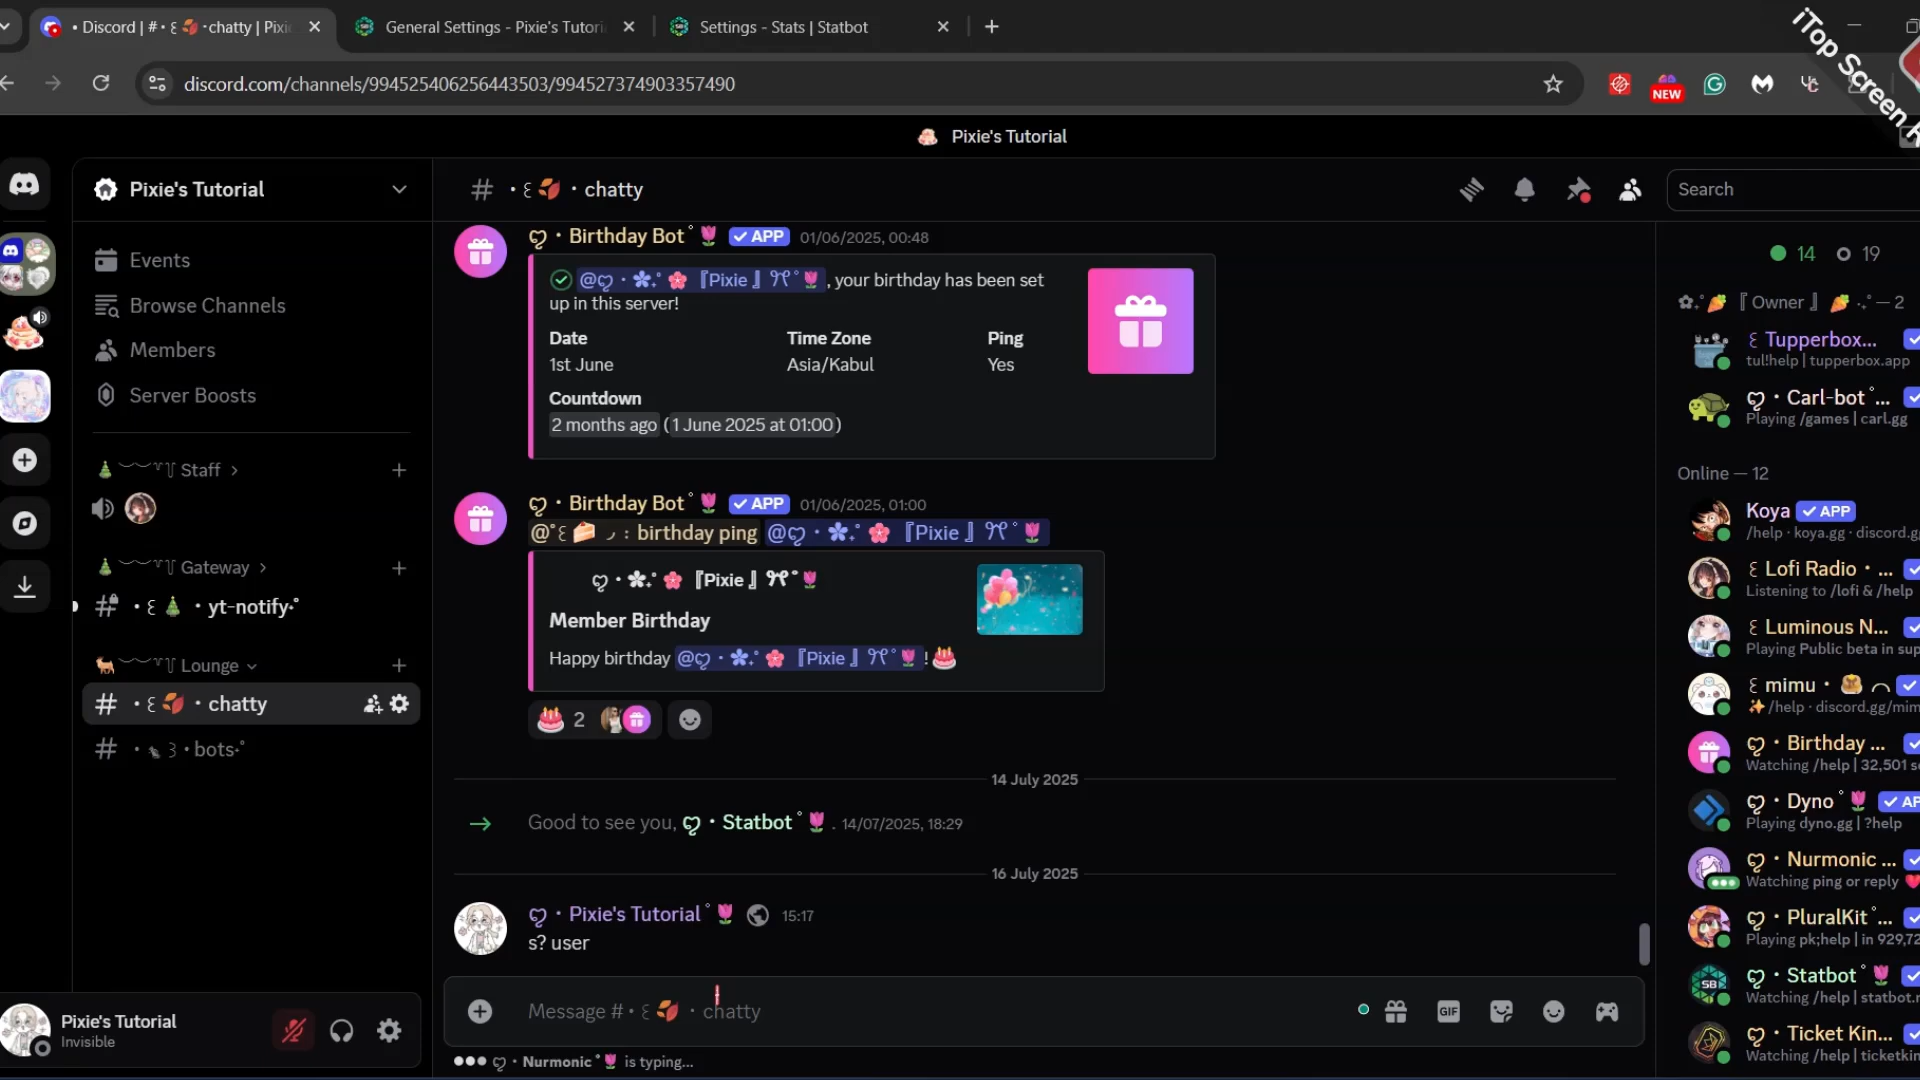 • Discord | # • ꒰ 🍂 • chatty | Pixie
General Settings - Pixie's Tutori
Settings - Stats | Statbot
discord.com/channels/994525406256443503/994527374903357490
NEW
iTop Screen R
Pixie's Tutorial
Pixie's Tutorial
Events
Browse Channels
Members
Server Boosts
Staff
Gateway
• ꒰ 🎄 • yt-notify·˚
Lounge
• ꒰ 🍂 • chatty
• bots·˚
Pixie's Tutorial
Invisible
• ꒰ 🍂 • chatty
Search
ღ • Birthday Bot ˚🌷 ✓ APP 01/06/2025, 00:48
@ღ • ✼.˚ 🌸 『Pixie』 ୨୧˚🌷 , your birthday has been set
up in this server!
Date Time Zone Ping
1st June Asia/Kabul Yes
Countdown
2 months ago (1 June 2025 at 01:00)
ღ • Birthday Bot ˚🌷 ✓ APP 01/06/2025, 01:00
@˚꒰ 🍰 : birthday ping @ღ • ✼.˚ 🌸 『Pixie』 ୨୧˚🌷
ღ • ✼.˚ 🌸 『Pixie』 ୨୧˚🌷
Member Birthday
Happy birthday @ღ • ✼.˚ 🌸 『Pixie』 ୨୧˚🌷 ! 🎂
🎂 2
14 July 2025
Good to see you, ღ • Statbot ˚🌷 . 14/07/2025, 18:29
16 July 2025
ღ • Pixie's Tutorial ˚🌷 15:17
s? user
Message # • ꒰ 🍂 • chatty
GIF
ღ • Nurmonic ˚🌷 is typing...
14 19
✿.˚🥕 『Owner』 🥕 ·.˚ — 2
꒰ Tupperbox...
tul!help | tupperbox.app
ღ • Carl-bot ˚...
Playing /games | carl.gg
Online — 12
Koya ✓ APP
/help · koya.gg · discord.gg
꒰ Lofi Radio • ...
Listening to /lofi & /help
꒰ Luminous N...
Playing Public beta in sup
꒰ mimu •
✨/help · discord.gg/mim
ღ • Birthday ...
Watching /help | 32,501 se
ღ • Dyno ˚🌷 ✓ AP
Playing dyno.gg | ?help
ღ • Nurmonic ...
Watching ping or reply ❤
ღ • PluralKit ˚...
Playing pk;help | in 929,72
SB
ღ • Statbot ˚🌷
Watching /help | statbot.n
ღ • Ticket Kin...
Watching /help | ticketkin